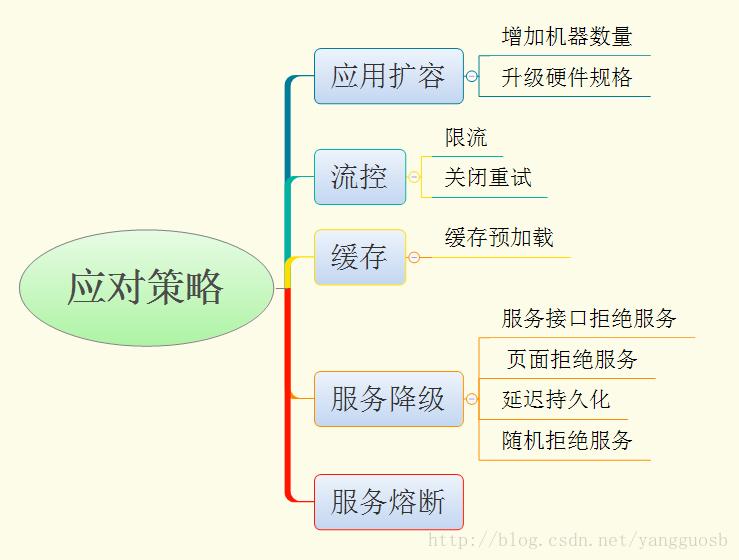 应对策略
应用扩容
增加机器数量
升级硬件规格
流控
限流
关闭重试
缓存
缓存预加载
服务降级
服务接口拒绝服务
页面拒绝服务
延迟持久化
随机拒绝服务
服务熔断
http://blog.csdn.net/yangguosb